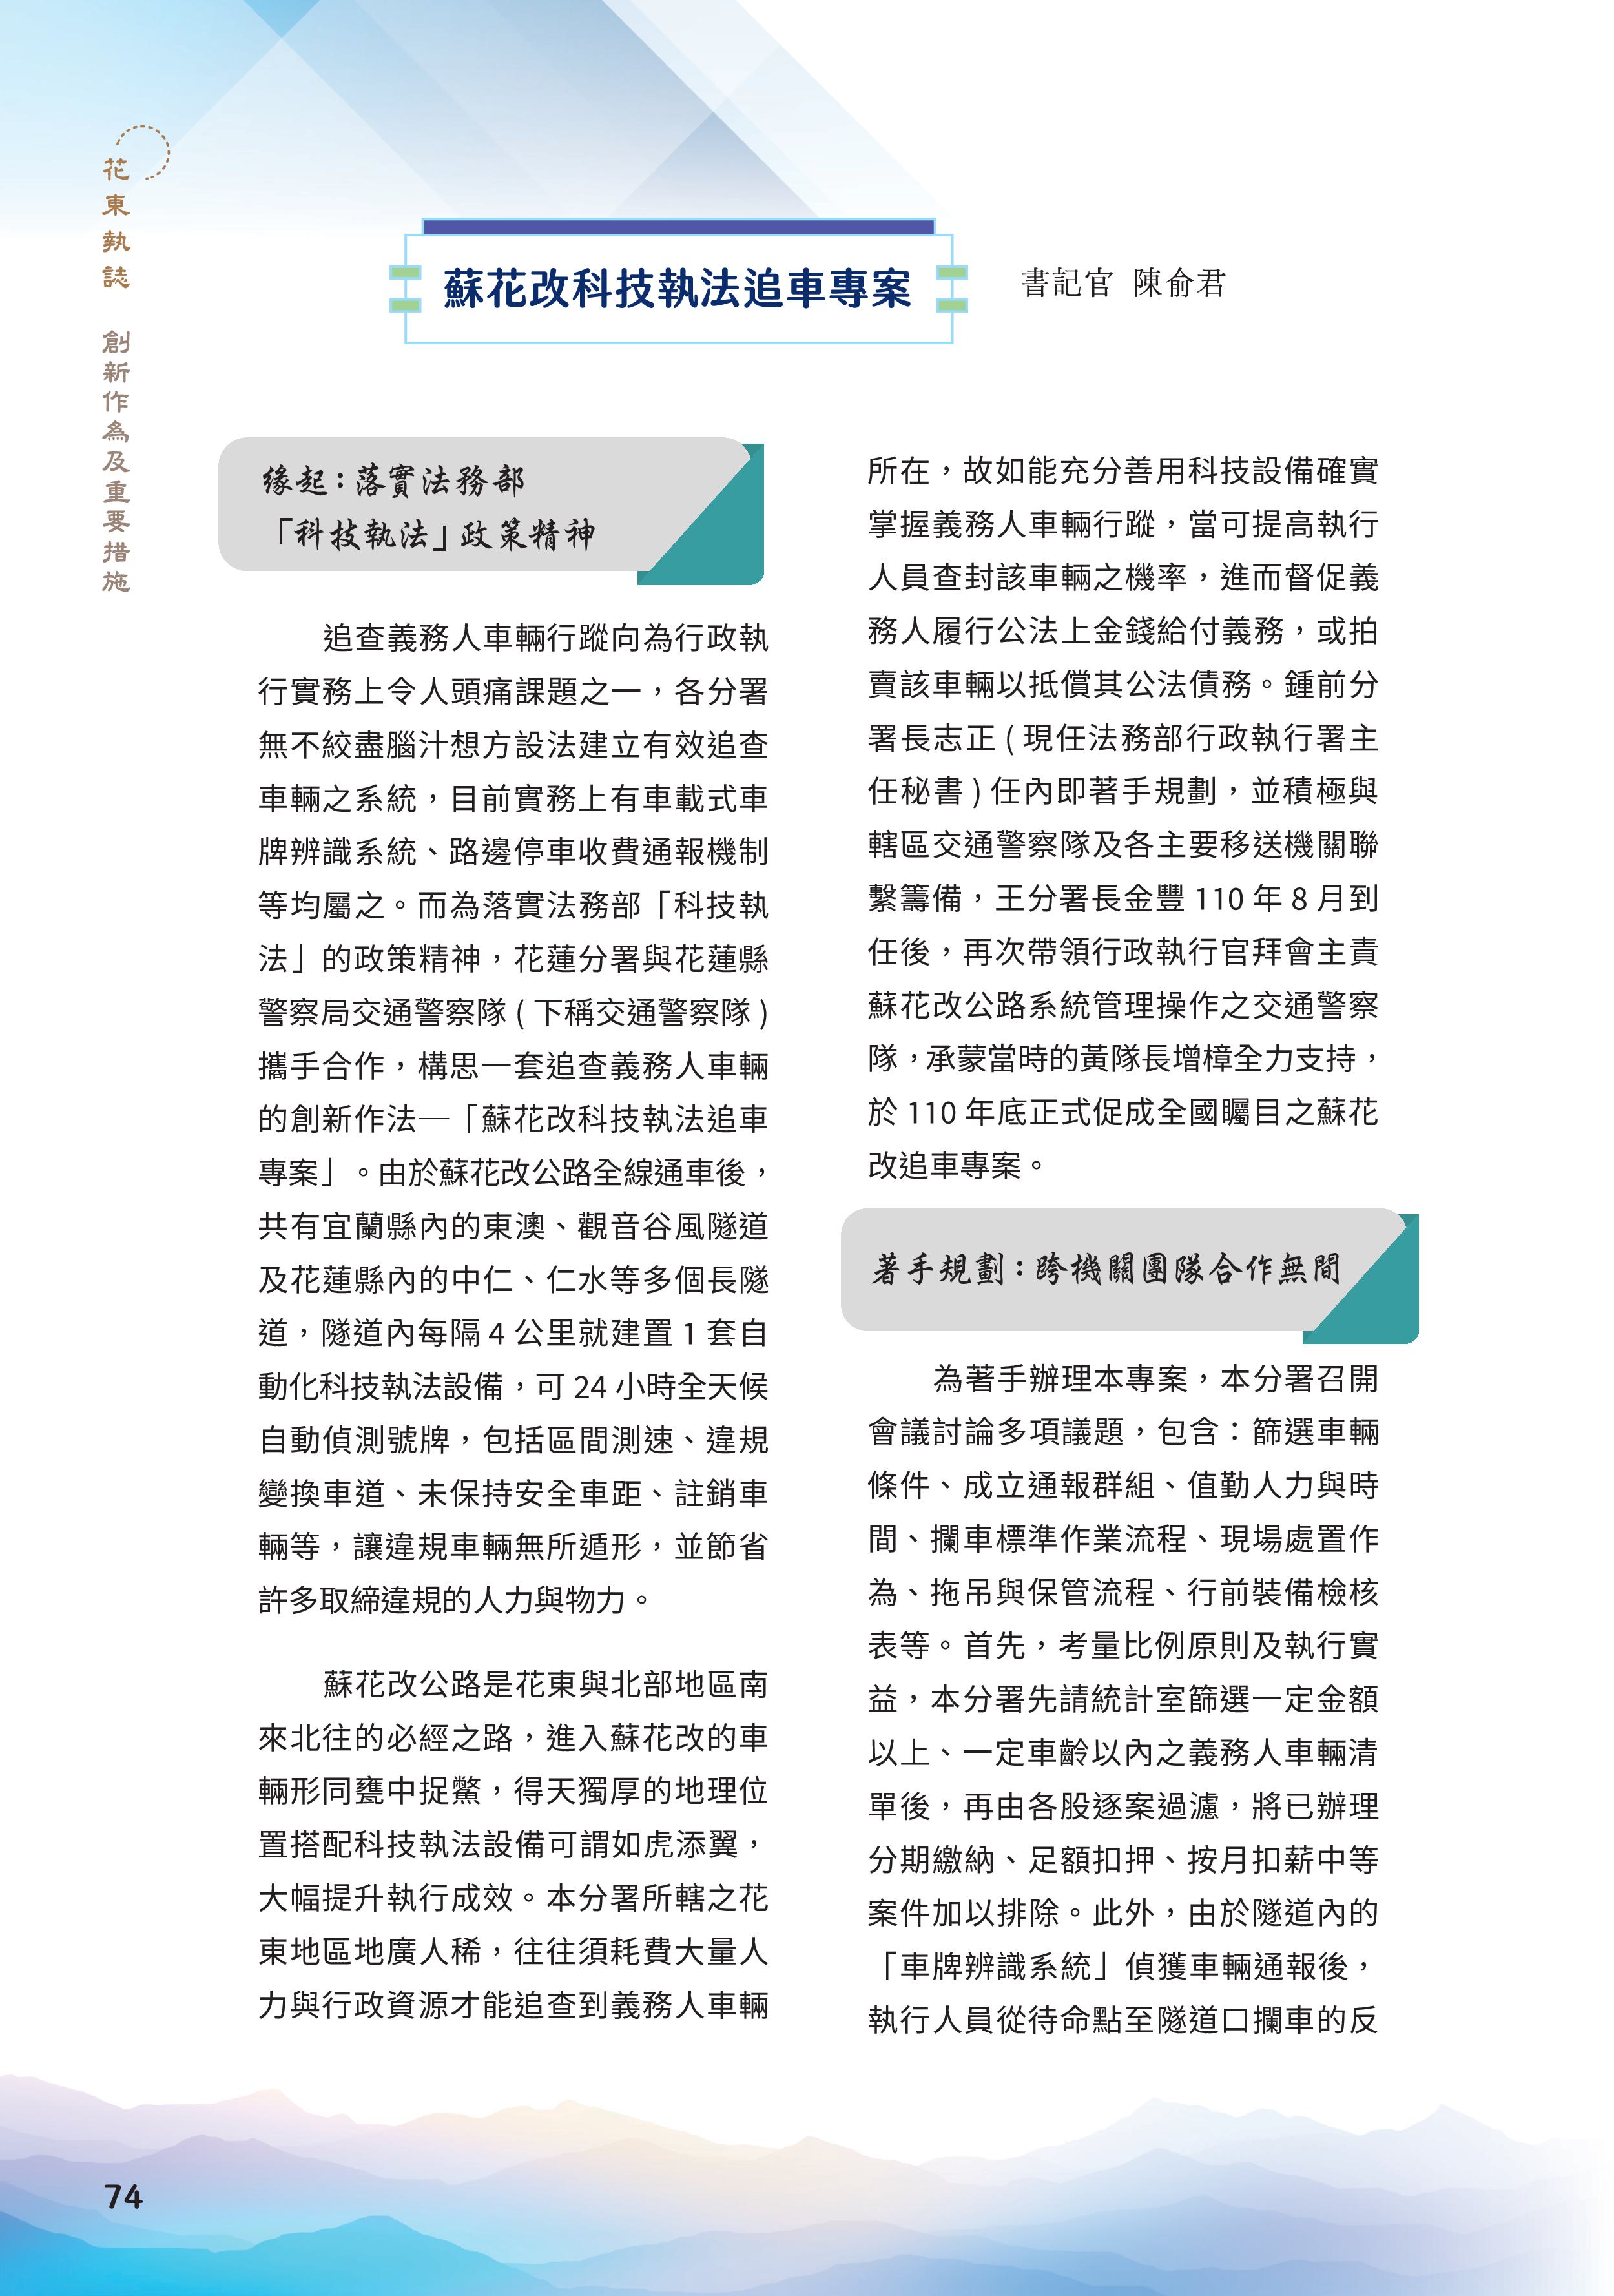 花東執誌
創新作為及重要措施
蘇花改科技執法追車專案
書記官 陳俞君
緣起：落實法務部
「科技執法」政策精神
追查義務人車輛行蹤向為行政執
行實務上令人頭痛課題之一，各分署
無不絞盡腦汁想方設法建立有效追查
車輛之系統，目前實務上有車載式車
牌辨識系統、路邊停車收費通報機制
等均屬之。而為落實法務部「科技執
法」的政策精神，花蓮分署與花蓮縣
警察局交通警察隊 ( 下稱交通警察隊 )
攜手合作，構思一套追查義務人車輛
的創新作法—「蘇花改科技執法追車
專案」。由於蘇花改公路全線通車後，
共有宜蘭縣內的東澳、觀音谷風隧道
及花蓮縣內的中仁、仁水等多個長隧
道，隧道內每隔 4 公里就建置 1 套自
動化科技執法設備，可 24 小時全天候
自動偵測號牌，包括區間測速、違規
變換車道、未保持安全車距、註銷車
輛等，讓違規車輛無所遁形，並節省
許多取締違規的人力與物力。
蘇花改公路是花東與北部地區南
來北往的必經之路，進入蘇花改的車
輛形同甕中捉鱉，得天獨厚的地理位
置搭配科技執法設備可謂如虎添翼，
大幅提升執行成效。本分署所轄之花
東地區地廣人稀，往往須耗費大量人
力與行政資源才能追查到義務人車輛
所在，故如能充分善用科技設備確實
掌握義務人車輛行蹤，當可提高執行
人員查封該車輛之機率，進而督促義
務人履行公法上金錢給付義務，或拍
賣該車輛以抵償其公法債務。鍾前分
署長志正 ( 現任法務部行政執行署主
任秘書 ) 任內即著手規劃，並積極與
轄區交通警察隊及各主要移送機關聯
繫籌備，王分署長金豐 110 年 8 月到
任後，再次帶領行政執行官拜會主責
蘇花改公路系統管理操作之交通警察
隊，承蒙當時的黃隊長增樟全力支持，
於 110 年底正式促成全國矚目之蘇花
改追車專案。
著手規劃：跨機關團隊合作無間
為著手辦理本專案，本分署召開
會議討論多項議題，包含：篩選車輛
條件、成立通報群組、值勤人力與時
間、攔車標準作業流程、現場處置作
為、拖吊與保管流程、行前裝備檢核
表等。首先，考量比例原則及執行實
益，本分署先請統計室篩選一定金額
以上、一定車齡以內之義務人車輛清
單後，再由各股逐案過濾，將已辦理
分期繳納、足額扣押、按月扣薪中等
案件加以排除。此外，由於隧道內的
「車牌辨識系統」偵獲車輛通報後，
執行人員從待命點至隧道口攔車的反
74